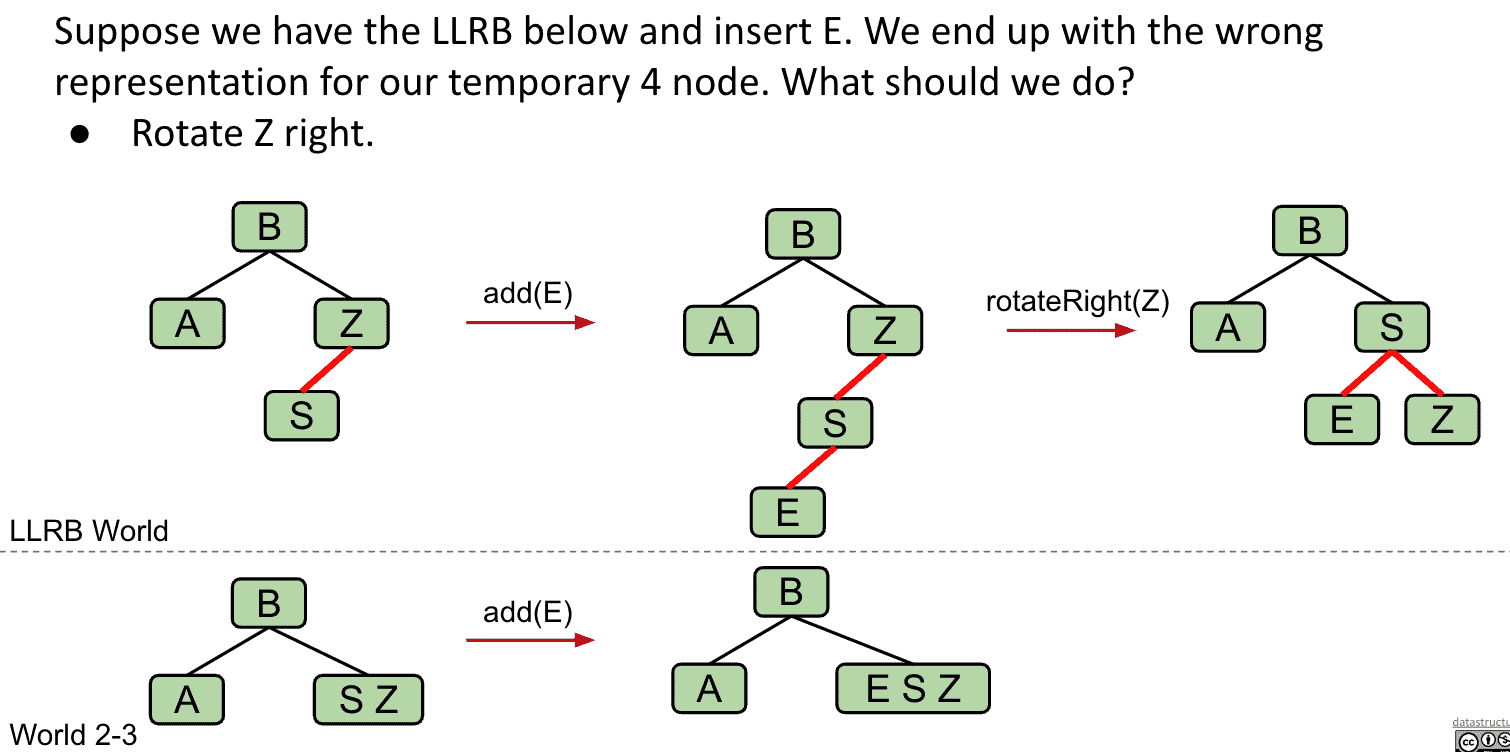 Suppose we have the LLRB below and insert E. We end up with the wrong
representation for our temporary 4 node. What should we do?
● Rotate Z right.
B
A
Z
S
add(E)
B
A
Z
S
E
rotateRight(Z)
B
A
S
E
Z
LLRB World
B
A
S Z
add(E)
B
A
E S Z
World 2-3
datastructu
cc